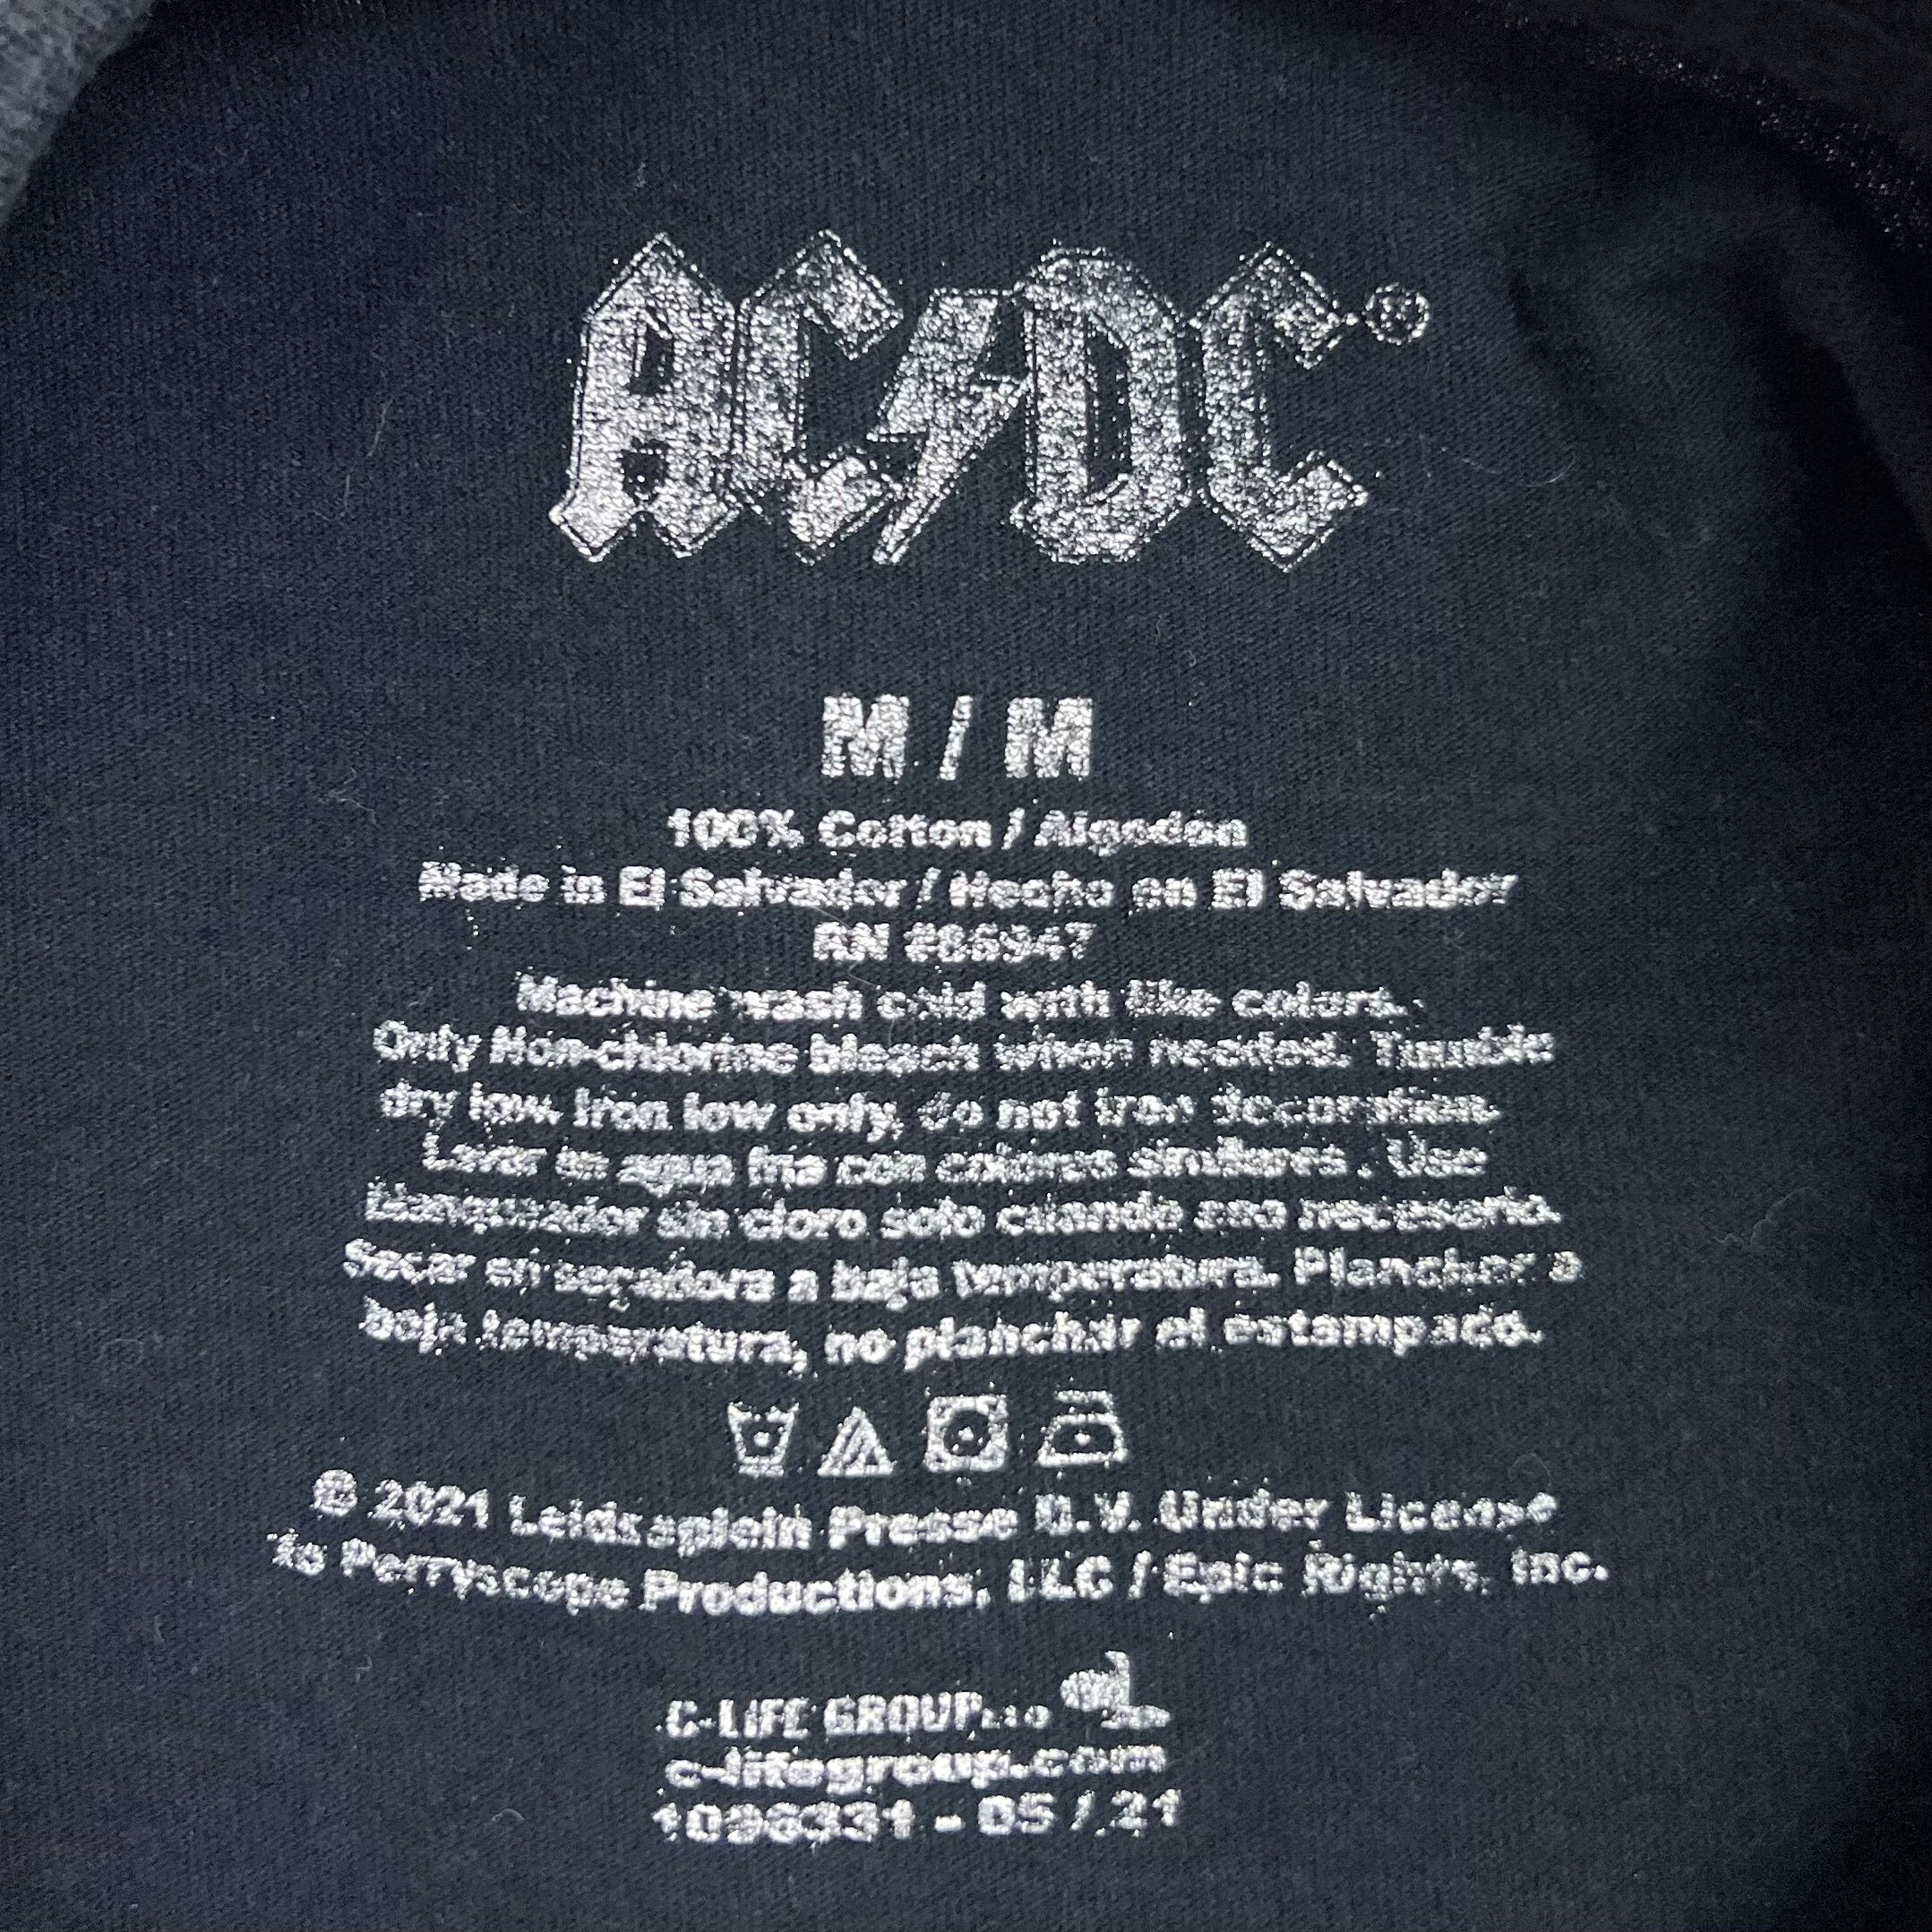 AC/DC®
M / M
100% Cotton / Algodón
Made in El Salvador / Hecho en El Salvador
RN #85947
Machine wash cold with like colors.
Only Non-chlorine bleach when needed. Tumble
dry low. Iron low only, do not iron decoration.
Lavar en agua fria con colores similares. Use
blanqueador sin cloro solo cuando sea necesario.
Secar en secadora a baja temperatura. Planchar a
baja temperatura, no planchar el estampado.
© 2021 Leidseplein Presse B.V. Under License
to Perryscope Productions, LLC / Epic Rights, Inc.
C-LIFE GROUP
c-lifegroup.com
1096331 - 05 / 21